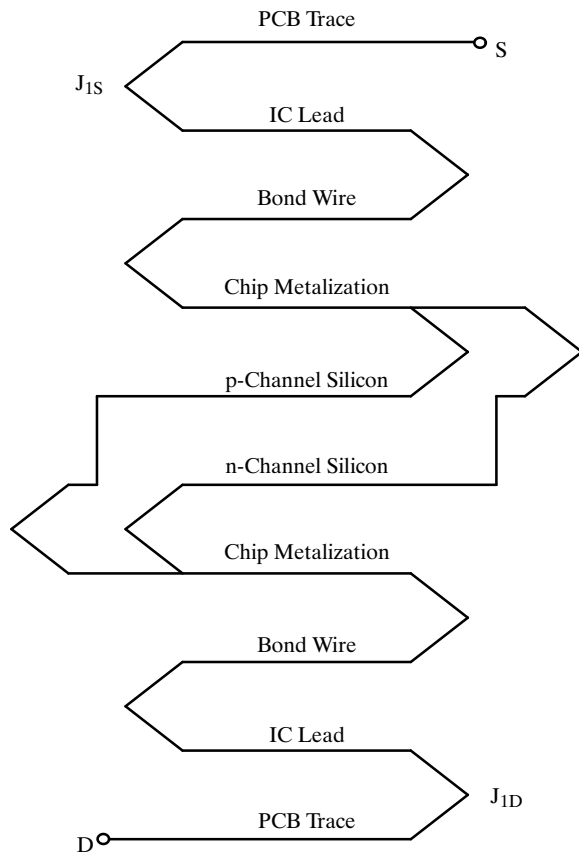 PCB Trace
S
J1S
IC Lead
Bond Wire
Chip Metalization
p-Channel Silicon
n-Channel Silicon
Chip Metalization
Bond Wire
IC Lead
J1D
PCB Trace
D